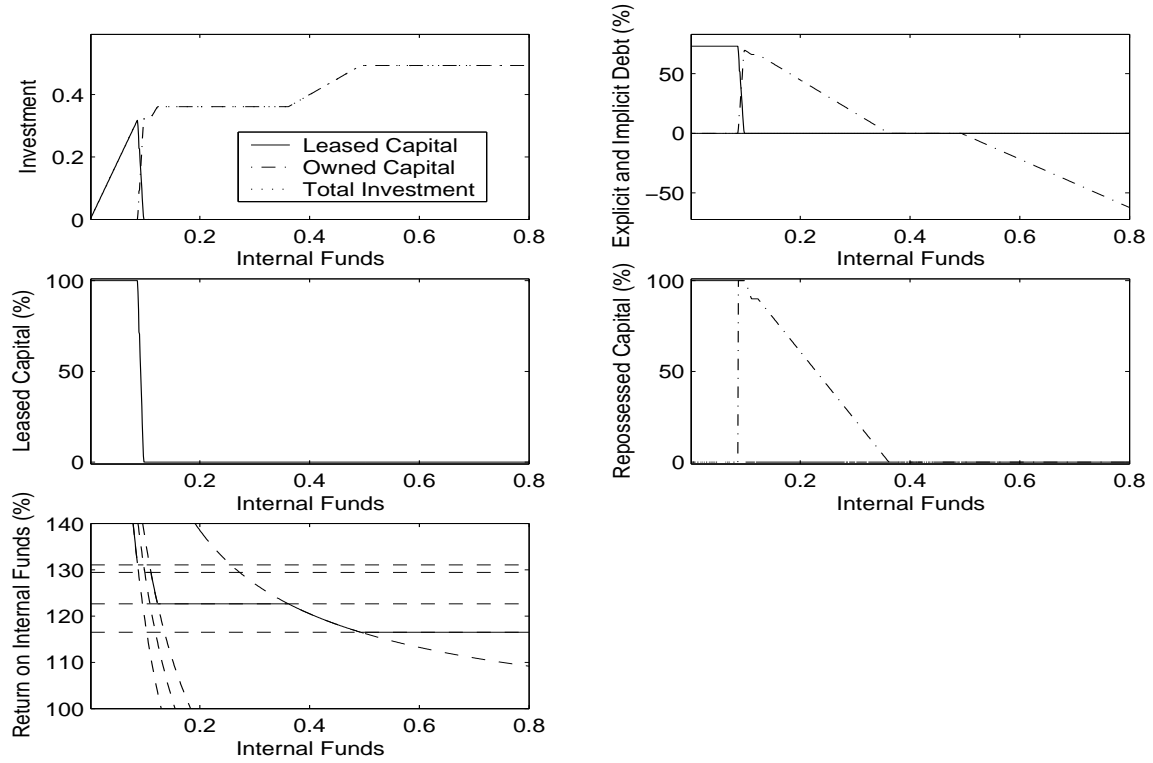 Investment
0.4
0.2
0
Leased Capital
Owned Capital
Total Investment
0.2 0.4 0.6 0.8
Internal Funds
Explicit and Implicit Debt (%)
50
0
−50
0.2 0.4 0.6 0.8
Internal Funds
Leased Capital (%)
100
50
0
0.2 0.4 0.6 0.8
Internal Funds
Repossessed Capital (%)
100
50
0
0.2 0.4 0.6 0.8
Internal Funds
Return on Internal Funds (%)
140
130
120
110
100
0.2 0.4 0.6 0.8
Internal Funds